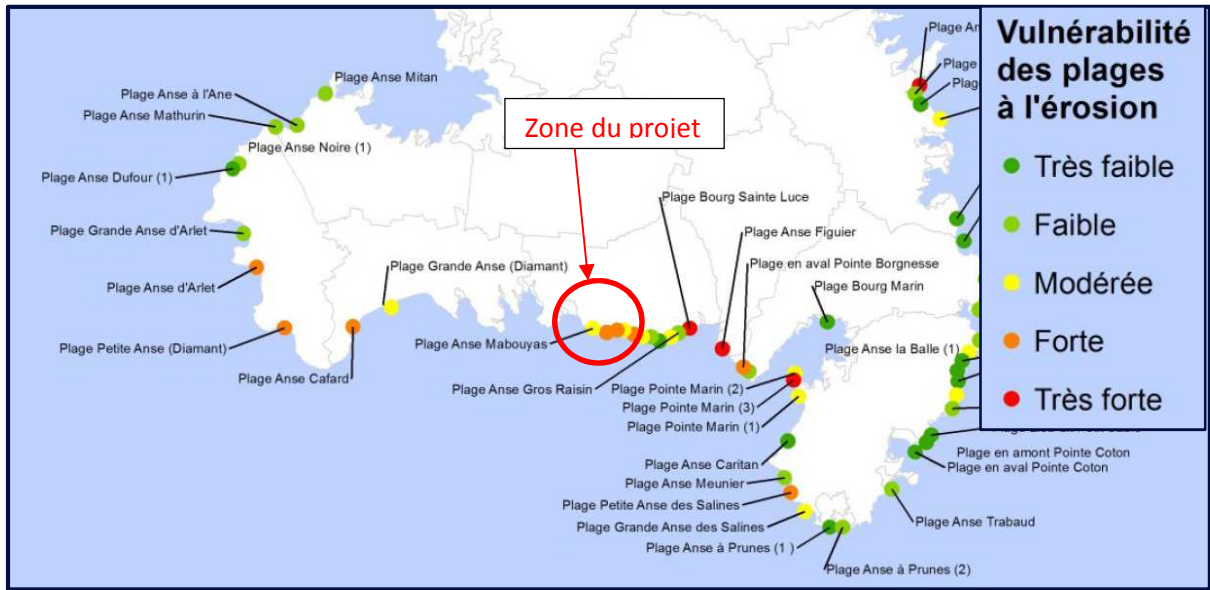 Plage An
Plage
Plag
Vulnérabilité
des plages
à l'érosion
Très faible
Faible
Modérée
Forte
Très forte
Zone du projet
Plage Anse Mitan
Plage Anse à l'Ane
Plage Anse Mathurin
Plage Anse Noire (1)
Plage Anse Dufour (1)
Plage Grande Anse d'Arlet
Plage Anse d'Arlet
Plage Petite Anse (Diamant)
Plage Grande Anse (Diamant)
Plage Anse Cafard
Plage Bourg Sainte Luce
Plage Anse Figuier
Plage en aval Pointe Borgnesse
Plage Bourg Marin
Plage Anse Mabouyas
Plage Anse Gros Raisin
Plage Anse la Balle (1)
Plage Pointe Marin (2)
Plage Pointe Marin (3)
Plage Pointe Marin (1)
Plage Anse Caritan
Plage Anse Meunier
Plage Petite Anse des Salines
Plage Grande Anse des Salines
Plage Anse à Prunes (1 )
Plage Anse à Prunes (2)
Plage Anse Trabaud
Plage en amont Pointe Coton
Plage en aval Pointe Coton